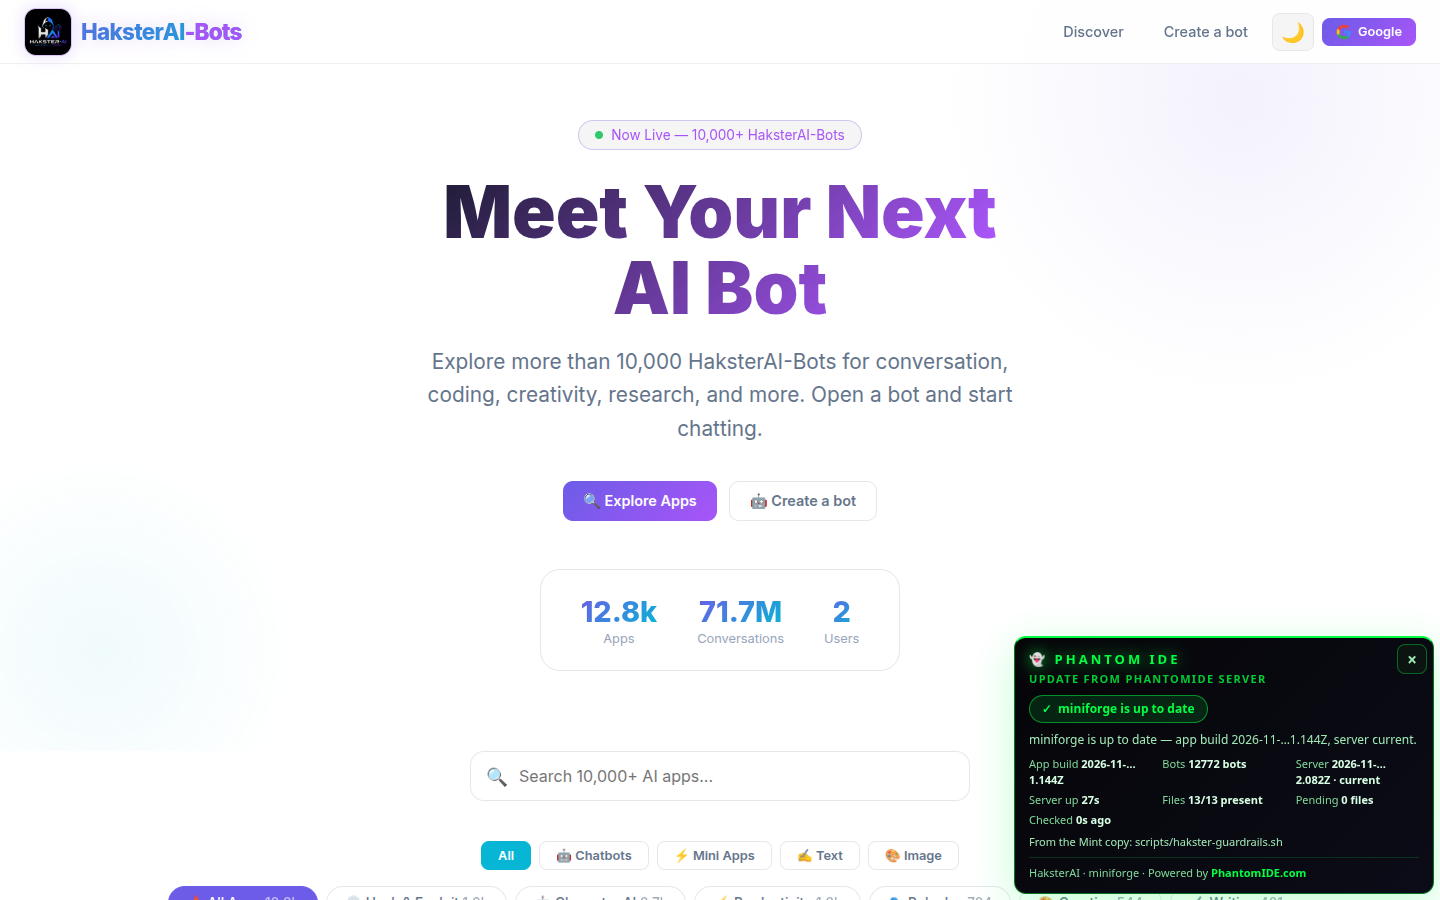 HaksterAI-Bots
Discover
Create a bot
Google
Now Live — 10,000+ HaksterAI-Bots
Meet Your Next
AI Bot
Explore more than 10,000 HaksterAI-Bots for conversation,
coding, creativity, research, and more. Open a bot and start
chatting.
Explore Apps
Create a bot
12.8k
Apps
71.7M
Conversations
2
Users
Search 10,000+ AI apps...
All
Chatbots
Mini Apps
Text
Image
PHANTOM IDE
×
UPDATE FROM PHANTOMIDE SERVER
✓ miniforge is up to date
miniforge is up to date — app build 2026-11-...1.144Z, server current.
App build 2026-11-...
1.144Z
Bots 12772 bots
Server 2026-11-...
2.082Z · current
Server up 27s
Files 13/13 present
Pending 0 files
Checked 0s ago
From the Mint copy: scripts/hakster-guardrails.sh
HaksterAI · miniforge · Powered by PhantomIDE.com